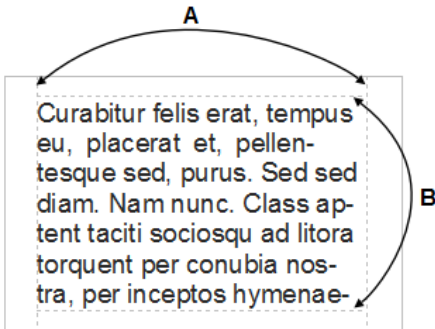 A
Curabitur felis erat, tempus
eu, placerat et, pellen-
tesque sed, purus. Sed sed
diam. Nam nunc. Class ap-
tent taciti sociosqu ad litora
torquent per conubia nos-
tra, per inceptos hymenae-
B